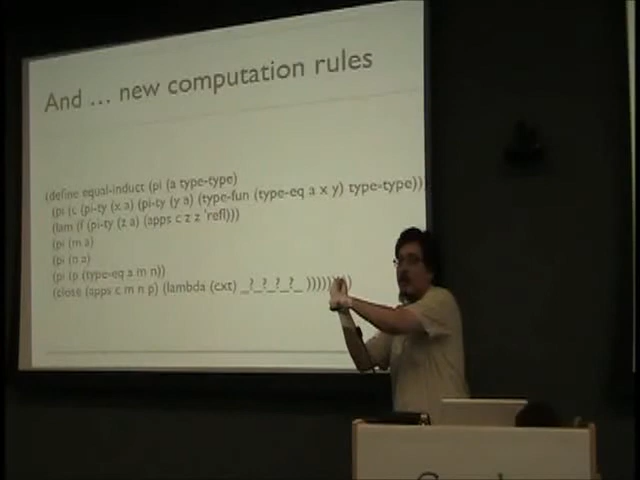 And ... new computation rules
(define equal-induct (pi (a type-type)
(pi (c (pi-ty (x a) (pi-ty (y a) (type-fun (type-eq a x y) type-type))
(lam (f (pi-ty (z a) (apps c z z 'refl)))
(pi (m a)
(pi (n a)
(pi (p (type-eq a m n))
(close (apps c m n p) (lambda (cxt) _?_?_?_?_ ))))))))